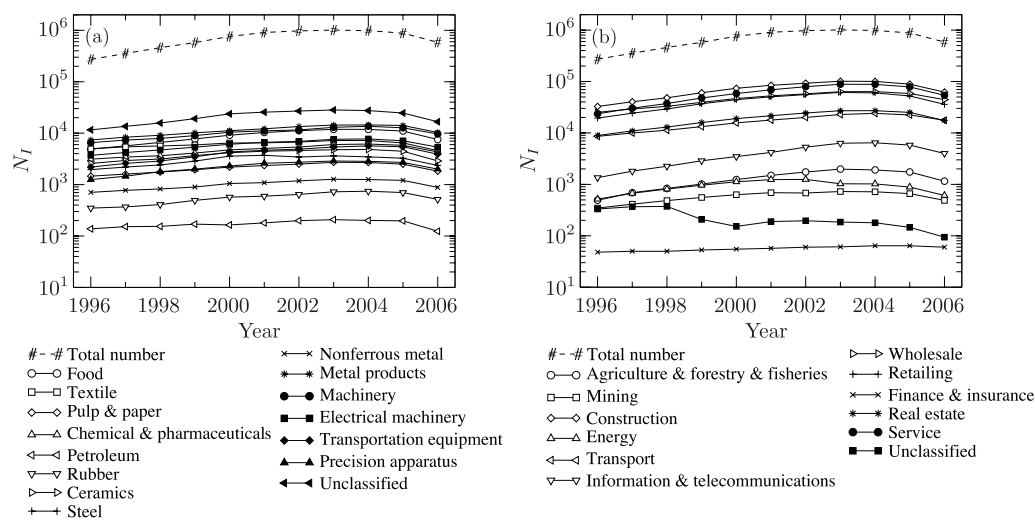 (a)
10^6
10^5
10^4
10^3
10^2
10^1
N_I
1996 1998 2000 2002 2004 2006
Year
# - - # Total number
Food
Textile
Pulp & paper
Chemical & pharmaceuticals
Petroleum
Rubber
Ceramics
Steel
Nonferrous metal
Metal products
Machinery
Electrical machinery
Transportation equipment
Precision apparatus
Unclassified
(b)
10^6
10^5
10^4
10^3
10^2
10^1
N_I
1996 1998 2000 2002 2004 2006
Year
# - - # Total number
Agriculture & forestry & fisheries
Mining
Construction
Energy
Transport
Information & telecommunications
Wholesale
Retailing
Finance & insurance
Real estate
Service
Unclassified